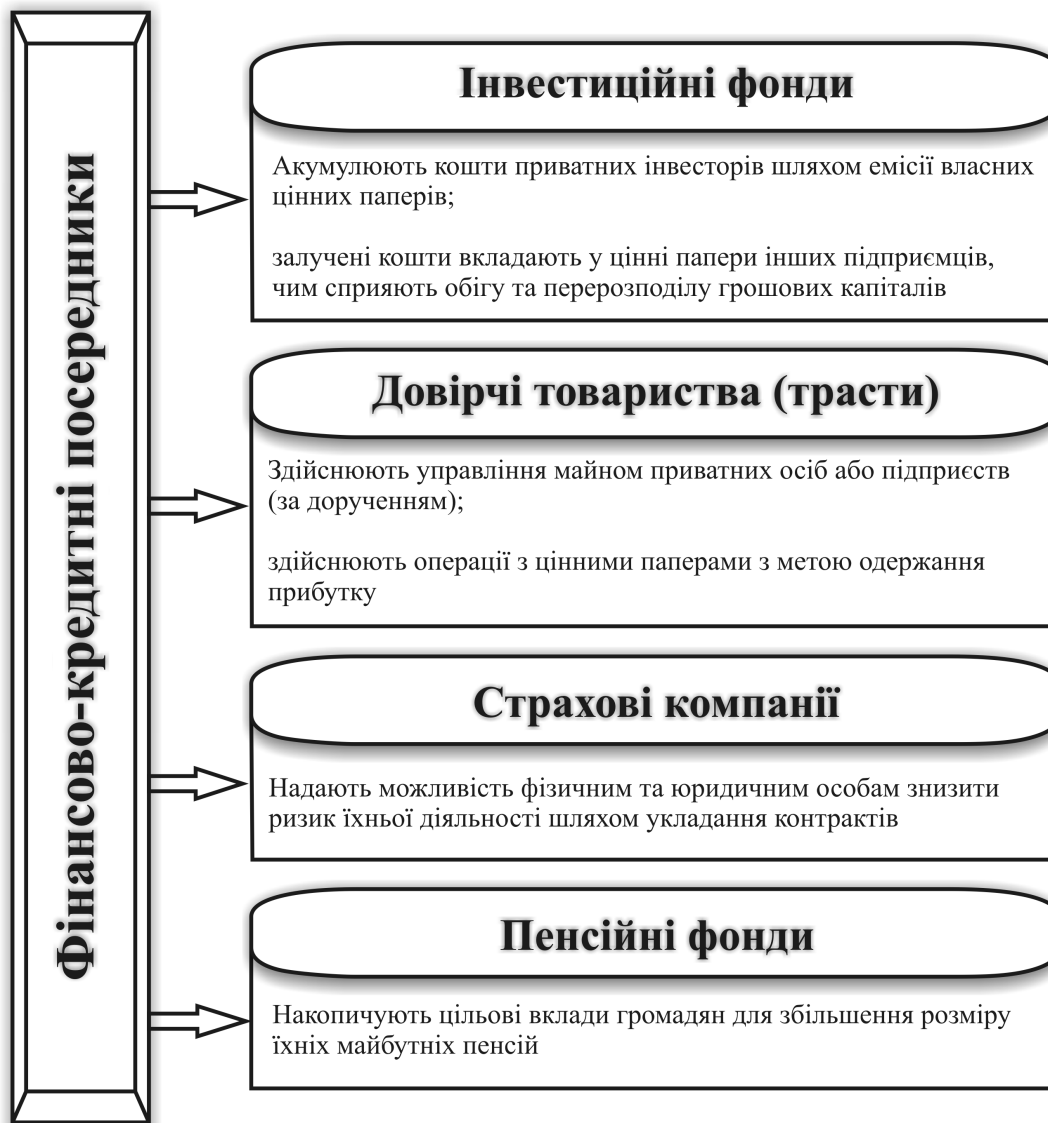 Фінансово-кредитні посередники
Інвестиційні фонди
Акумулюють кошти приватних інвесторів шляхом емісії власних
цінних паперів;
залучені кошти вкладають у цінні папери інших підприємців,
чим сприяють обігу та перерозподілу грошових капіталів
Довірчі товариства (трасти)
Здійснюють управління майном приватних осіб або підприєств
(за дорученням);
здійснюють операції з цінними паперами з метою одержання
прибутку
Страхові компанії
Надають можливість фізичним та юридичним особам знизити
ризик їхньої діяльності шляхом укладання контрактів
Пенсійні фонди
Накопичують цільові вклади громадян для збільшення розміру
їхніх майбутніх пенсій